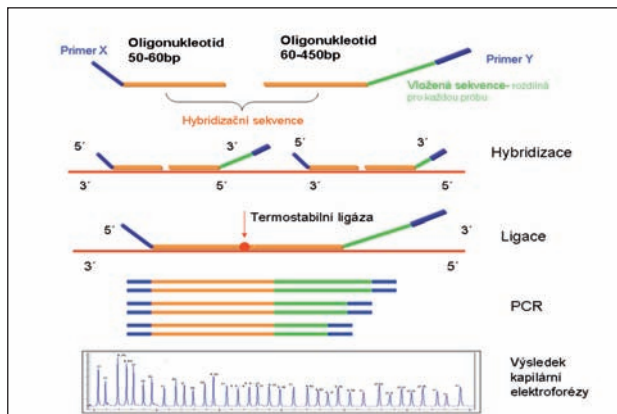 Primer X
Oligonukleotid
50-60bp
Oligonukleotid
60-450bp
Primer Y
Vložená sekvence- rozdílná
pro každou próbu
Hybridizační sekvence
5´ 3´ 5´ 3´
Hybridizace
3´ 5´ 3´ 5´
Termostabilní ligáza
5´ 3´
Ligace
3´ 5´
PCR
Výsledek
kapilární
elektroforézy